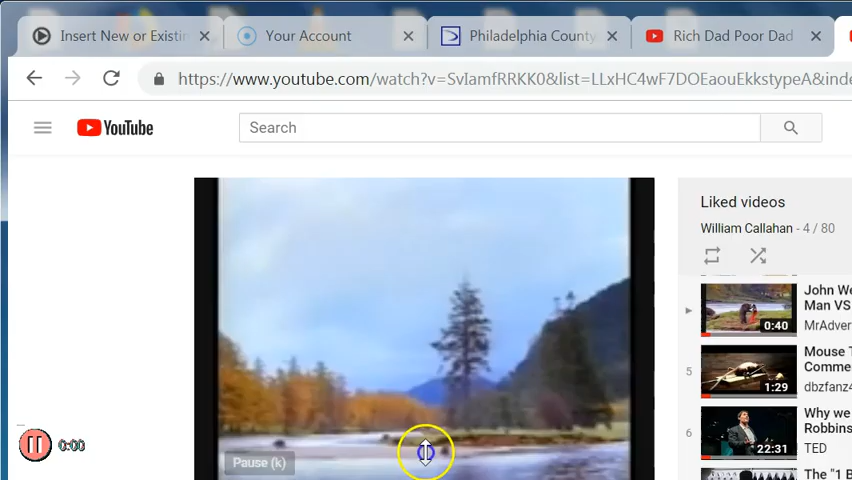 Insert New or Existin
Your Account
Philadelphia County
Rich Dad Poor Dad
https://www.youtube.com/watch?v=SvIamfRRKK0&list=LLxHC4wF7DOEaouEkkstypeA&inde
YouTube
Search
Liked videos
William Callahan - 4 / 80
John We
Man VS
0:40
MrAdver
5
Mouse T
Comme
1:29
dbzfanz4
6
Why we
Robbins
22:31
TED
The "1 B
Pause (k)
0:00